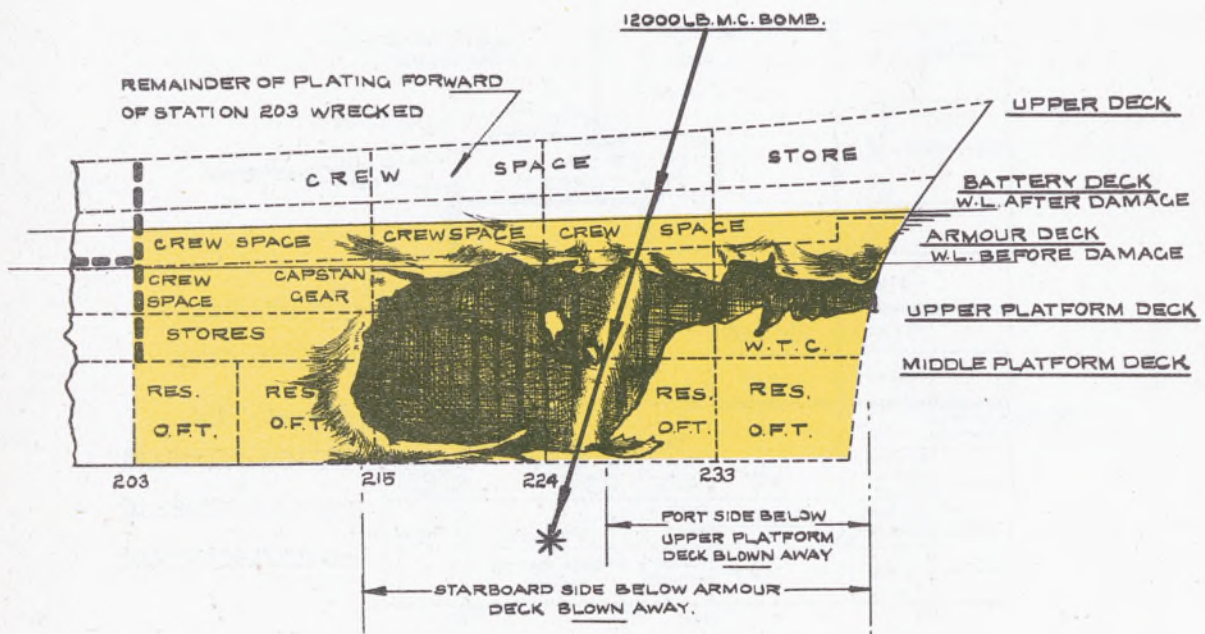 12000LB. M.C. BOMB.
REMAINDER OF PLATING FORWARD
OF STATION 203 WRECKED
UPPER DECK
CREW SPACE STORE
BATTERY DECK
W.L. AFTER DAMAGE
CREW SPACE CREW SPACE CREW SPACE
ARMOUR DECK
W.L. BEFORE DAMAGE
CREW SPACE
CAPSTAN GEAR
UPPER PLATFORM DECK
STORES
W.T.C.
MIDDLE PLATFORM DECK
RES. RES. RES. RES.
O.F.T. O.F.T. O.F.T. O.F.T.
203 215 224 233
PORT SIDE BELOW
UPPER PLATFORM
DECK BLOWN AWAY
STARBOARD SIDE BELOW ARMOUR
DECK BLOWN AWAY.